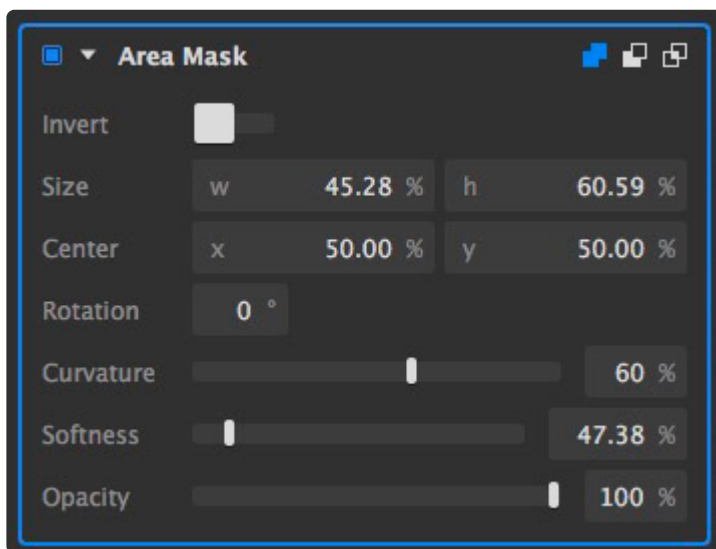 Area Mask
Invert
Size w 45.28 % h 60.59 %
Center x 50.00 % y 50.00 %
Rotation 0 °
Curvature 60 %
Softness 47.38 %
Opacity 100 %